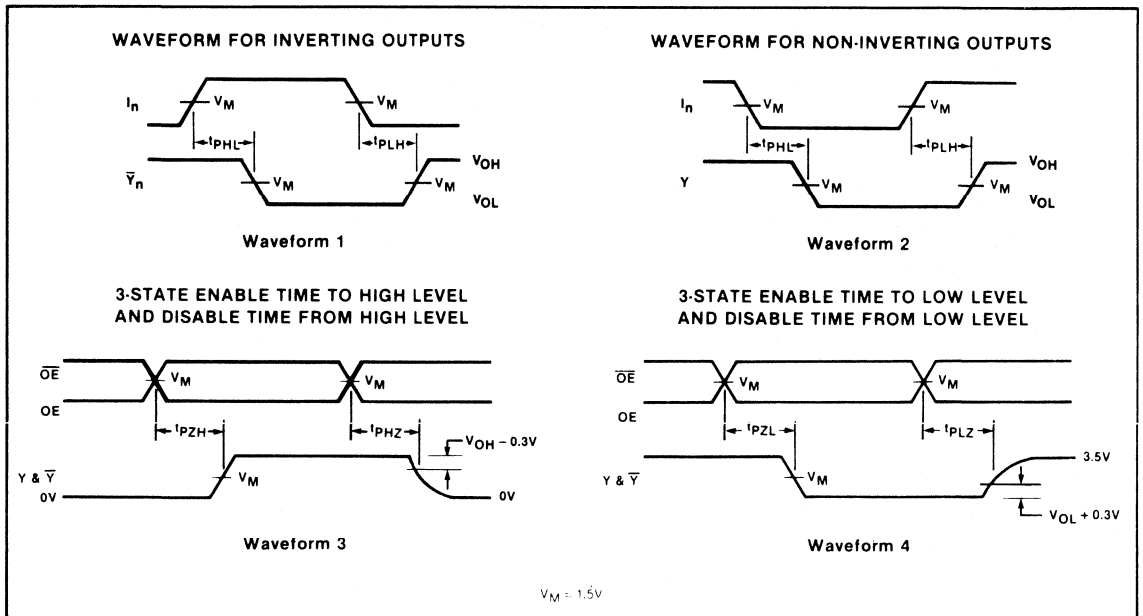 WAVEFORM FOR INVERTING OUTPUTS
In
VM
VM
tPHL
tPLH
Y̅n
VM
VM
VOH
VOL
Waveform 1
WAVEFORM FOR NON-INVERTING OUTPUTS
In
VM
VM
tPHL
tPLH
Y
VM
VM
VOH
VOL
Waveform 2
3-STATE ENABLE TIME TO HIGH LEVEL
AND DISABLE TIME FROM HIGH LEVEL
O̅E̅
OE
VM
VM
tPZH
tPHZ
VOH – 0.3V
Y & Y̅
0V
VM
0V
Waveform 3
3-STATE ENABLE TIME TO LOW LEVEL
AND DISABLE TIME FROM LOW LEVEL
O̅E̅
OE
VM
VM
tPZL
tPLZ
3.5V
Y & Y̅
VM
VOL + 0.3V
Waveform 4
VM = 1.5V